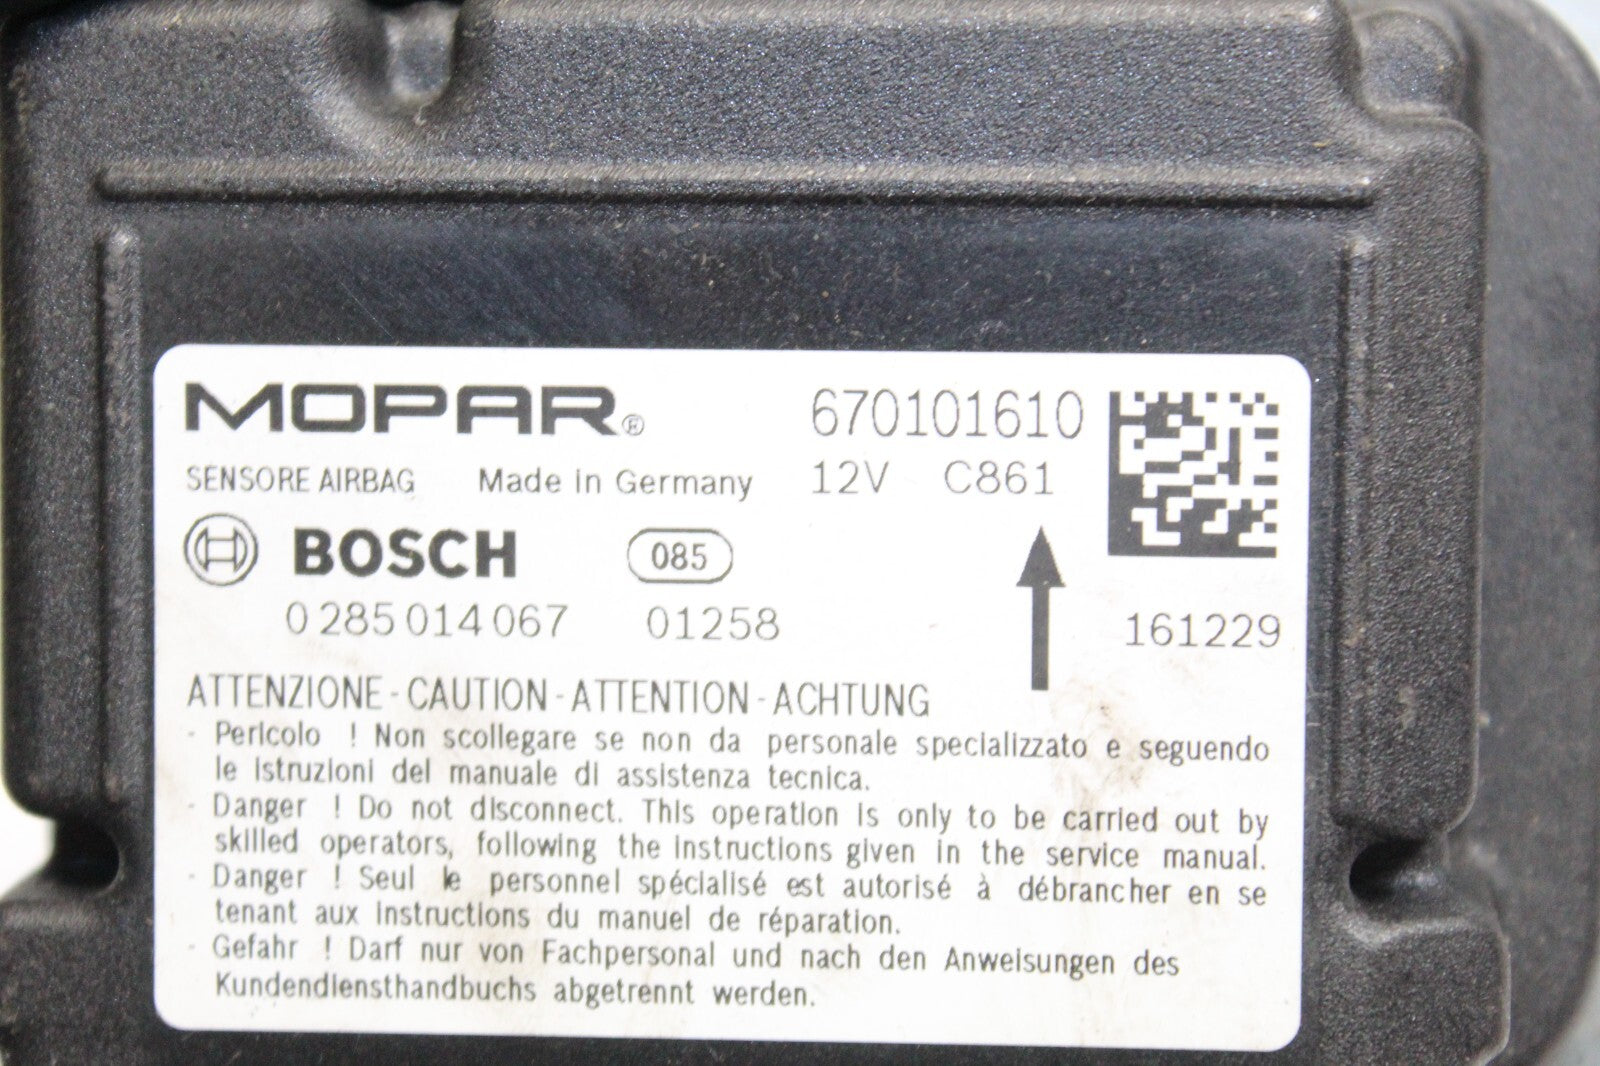 MOPAR® 670101610
SENSORE AIRBAG Made in Germany 12V C861
BOSCH 085
0 285 014 067 01258 161229
ATTENZIONE - CAUTION - ATTENTION - ACHTUNG
- Pericolo ! Non scollegare se non da personale specializzato e seguendo
le istruzioni del manuale di assistenza tecnica.
- Danger ! Do not disconnect. This operation is only to be carried out by
skilled operators, following the instructions given in the service manual.
- Danger ! Seul le personnel spécialisé est autorisé à débrancher en se
tenant aux instructions du manuel de réparation.
- Gefahr ! Darf nur von Fachpersonal und nach den Anweisungen des
Kundendiensthandbuchs abgetrennt werden.